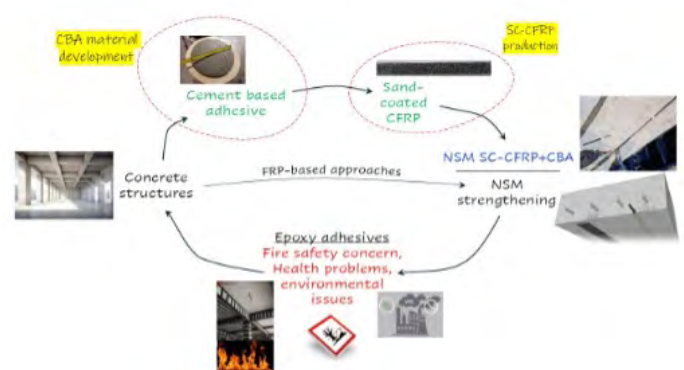 CBA material
development
SC-CFRP
production
Cement based
adhesive
Sand-
coated
CFRP
NSM SC-CFRP+CBA
NSM
strengthening
Concrete
structures
FRP-based approaches
Epoxy adhesives
Fire safety concern,
Health problems,
environmental
issues